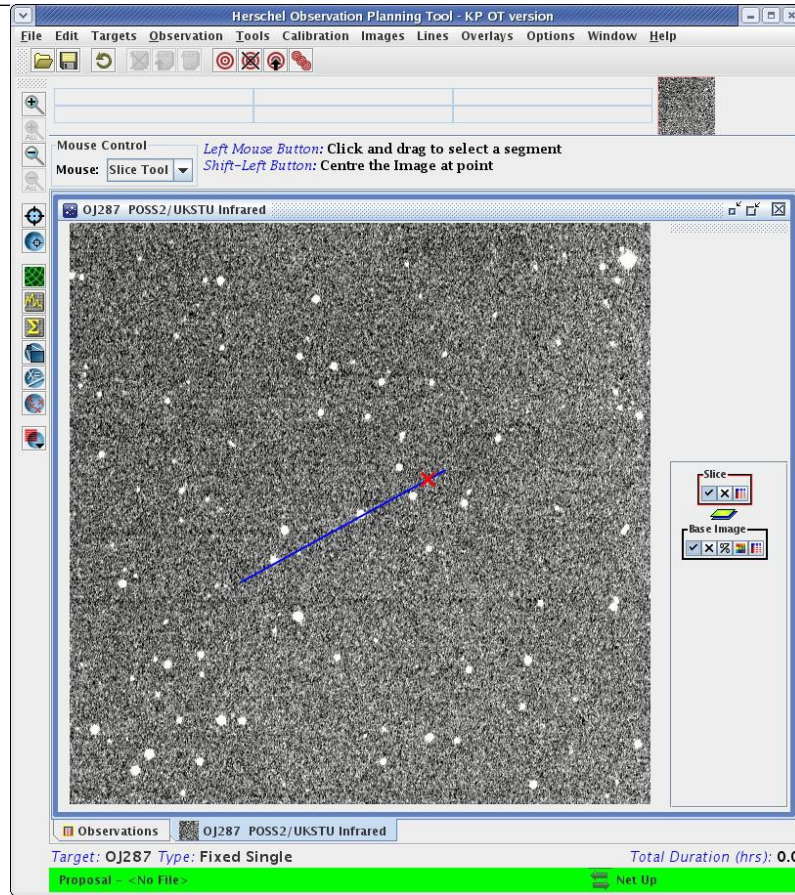 Herschel Observation Planning Tool - KP OT version
File Edit Targets Observation Tools Calibration Images Lines Overlays Options Window Help
Mouse Control
Mouse: Slice Tool
Left Mouse Button: Click and drag to select a segment
Shift-Left Button: Centre the Image at point
ALL
ALL
OJ287 POSS2/UKSTU Infrared
Slice
Base Image
Observations
OJ287 POSS2/UKSTU Infrared
Target: OJ287 Type: Fixed Single
Total Duration (hrs): 0.0
Proposal - <No File>
Net Up